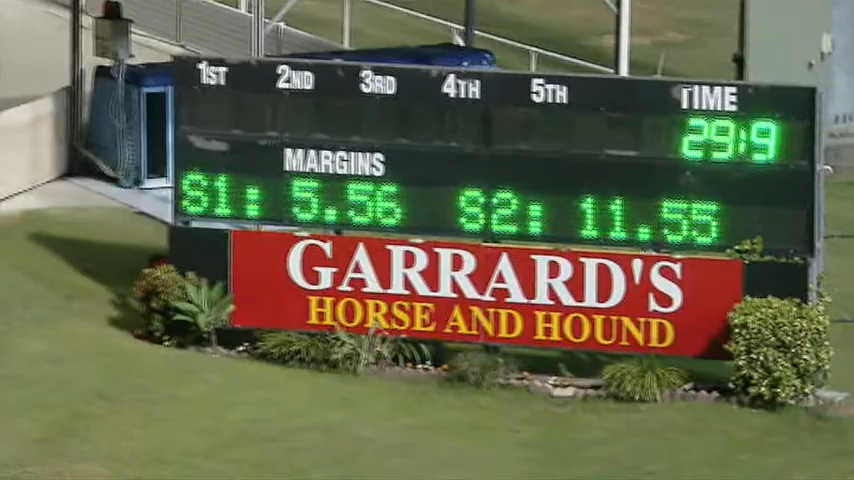 1ST 2ND 3RD 4TH 5TH TIME
29:9
MARGINS
S1: 5.56 S2: 11.55
GARRARD'S
HORSE AND HOUND